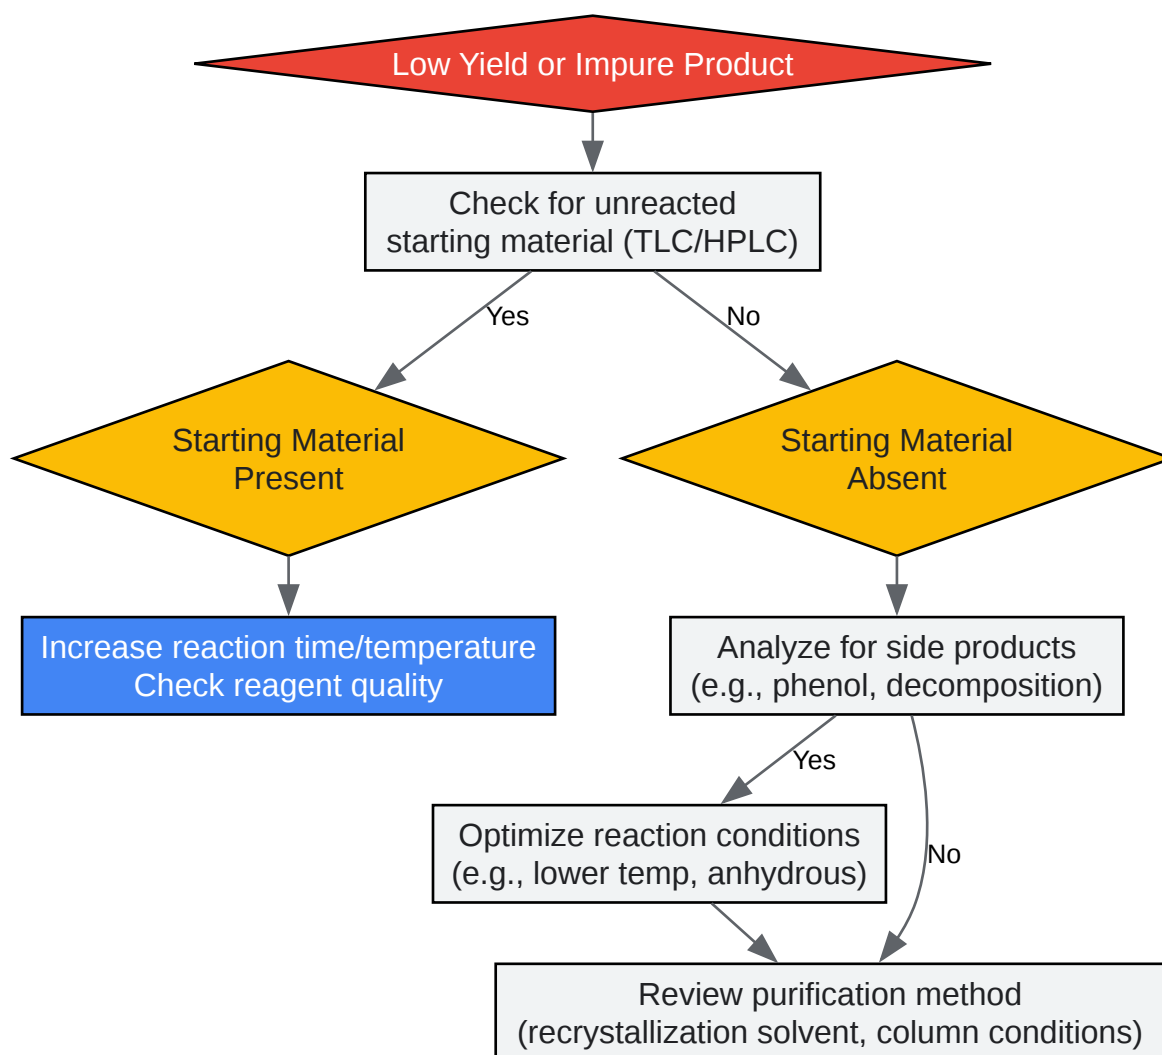 Low Yield or Impure Product
Check for unreacted
starting material (TLC/HPLC)
Yes
No
Starting Material
Present
Starting Material
Absent
Increase reaction time/temperature
Check reagent quality
Analyze for side products
(e.g., phenol, decomposition)
Yes
No
Optimize reaction conditions
(e.g., lower temp, anhydrous)
Review purification method
(recrystallization solvent, column conditions)